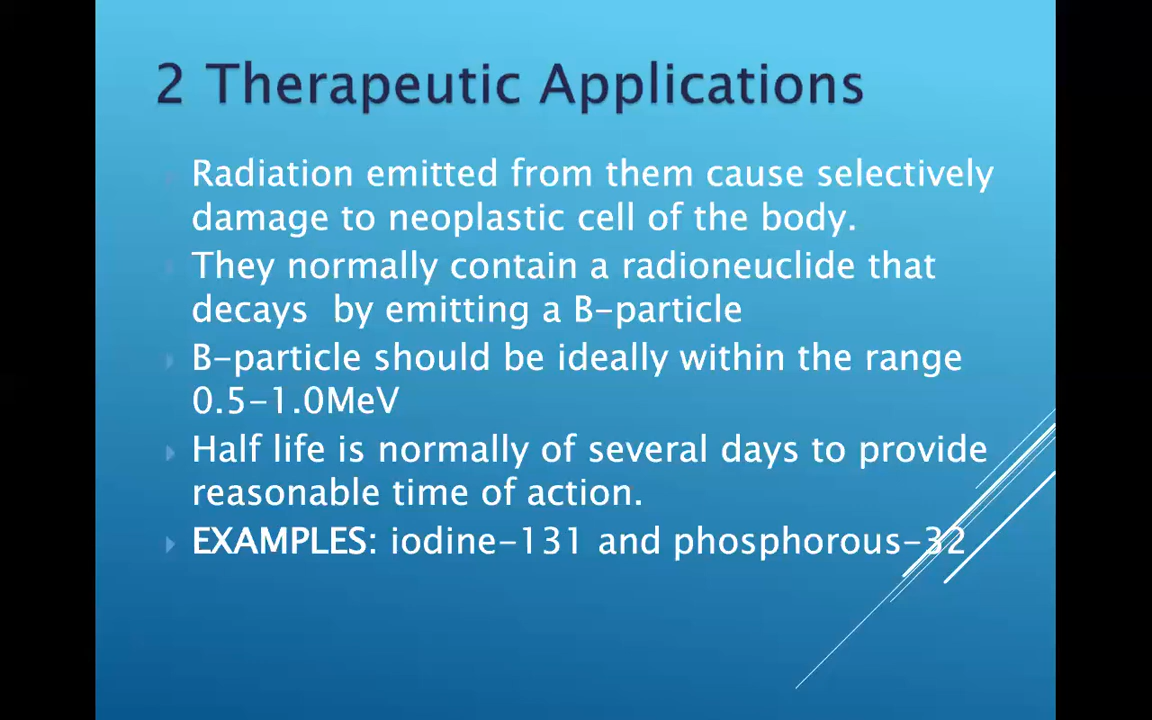 2 Therapeutic Applications
Radiation emitted from them cause selectively
damage to neoplastic cell of the body.
They normally contain a radioneuclide that
decays  by emitting a B-particle
B-particle should be ideally within the range
0.5-1.0MeV
Half life is normally of several days to provide
reasonable time of action.
EXAMPLES: iodine-131 and phosphorous-32